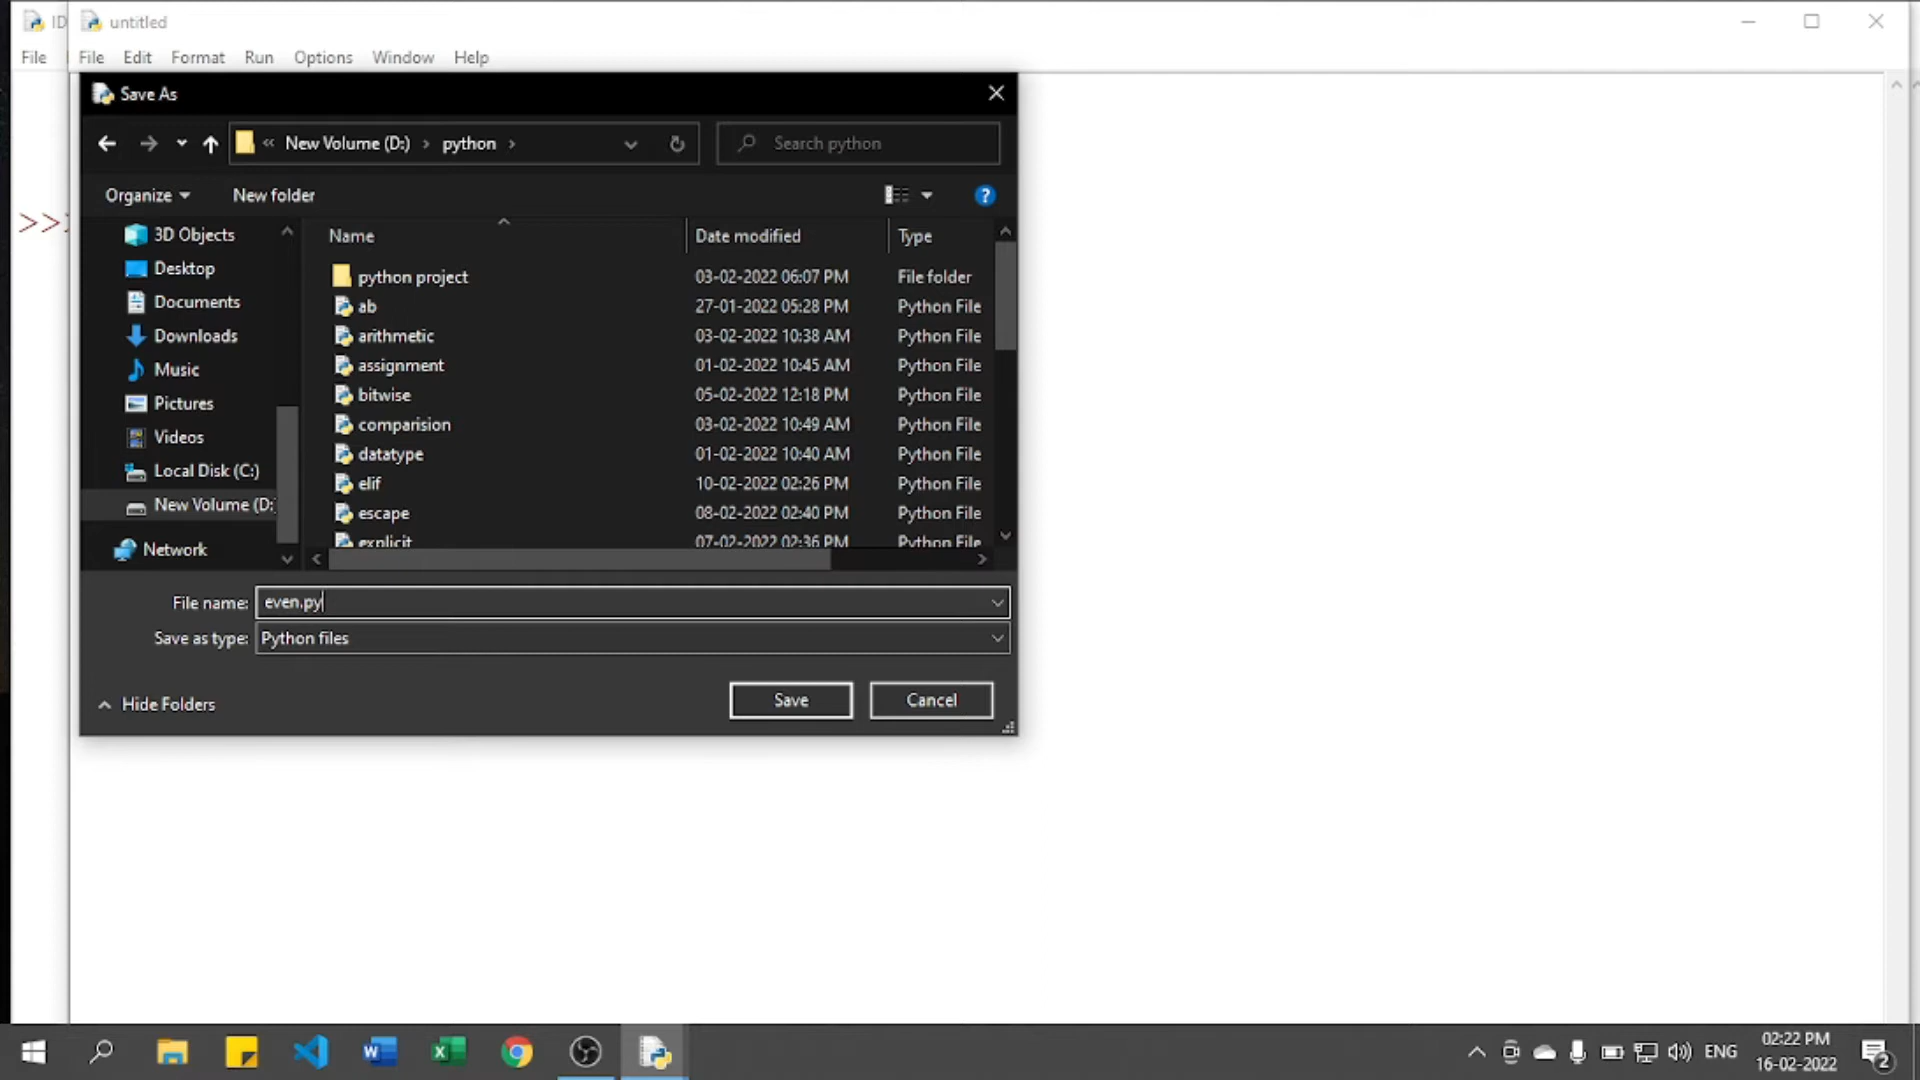 ID untitled
File File Edit Format Run Options Window Help
Save As
« New Volume (D:) › python › Search python
Organize New folder
>>>
Name Date modified Type
3D Objects
Desktop
Documents
Downloads
Music
Pictures
Videos
Local Disk (C:)
New Volume (D:
Network
python project 03-02-2022 06:07 PM File folder
ab 27-01-2022 05:28 PM Python File
arithmetic 03-02-2022 10:38 AM Python File
assignment 01-02-2022 10:45 AM Python File
bitwise 05-02-2022 12:18 PM Python File
comparision 03-02-2022 10:49 AM Python File
datatype 01-02-2022 10:40 AM Python File
elif 10-02-2022 02:26 PM Python File
escape 08-02-2022 02:40 PM Python File
explicit 07-02-2022 02:36 PM Python File
File name: even.py
Save as type: Python files
Hide Folders Save Cancel
ENG 02:22 PM
16-02-2022 2